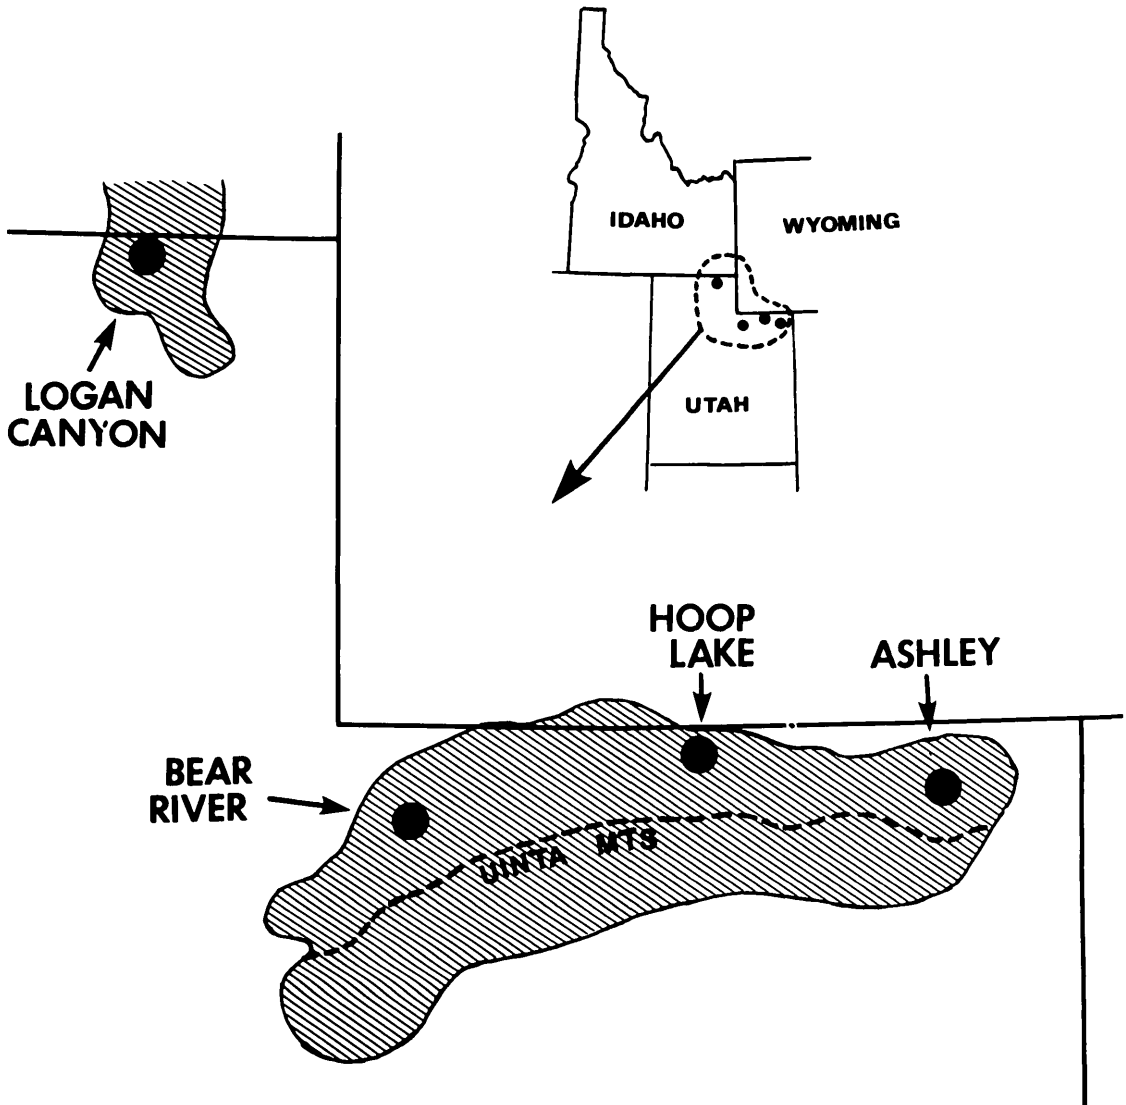 IDAHO
WYOMING
UTAH
LOGAN
CANYON
HOOP
LAKE
ASHLEY
BEAR
RIVER
UINTA MTS